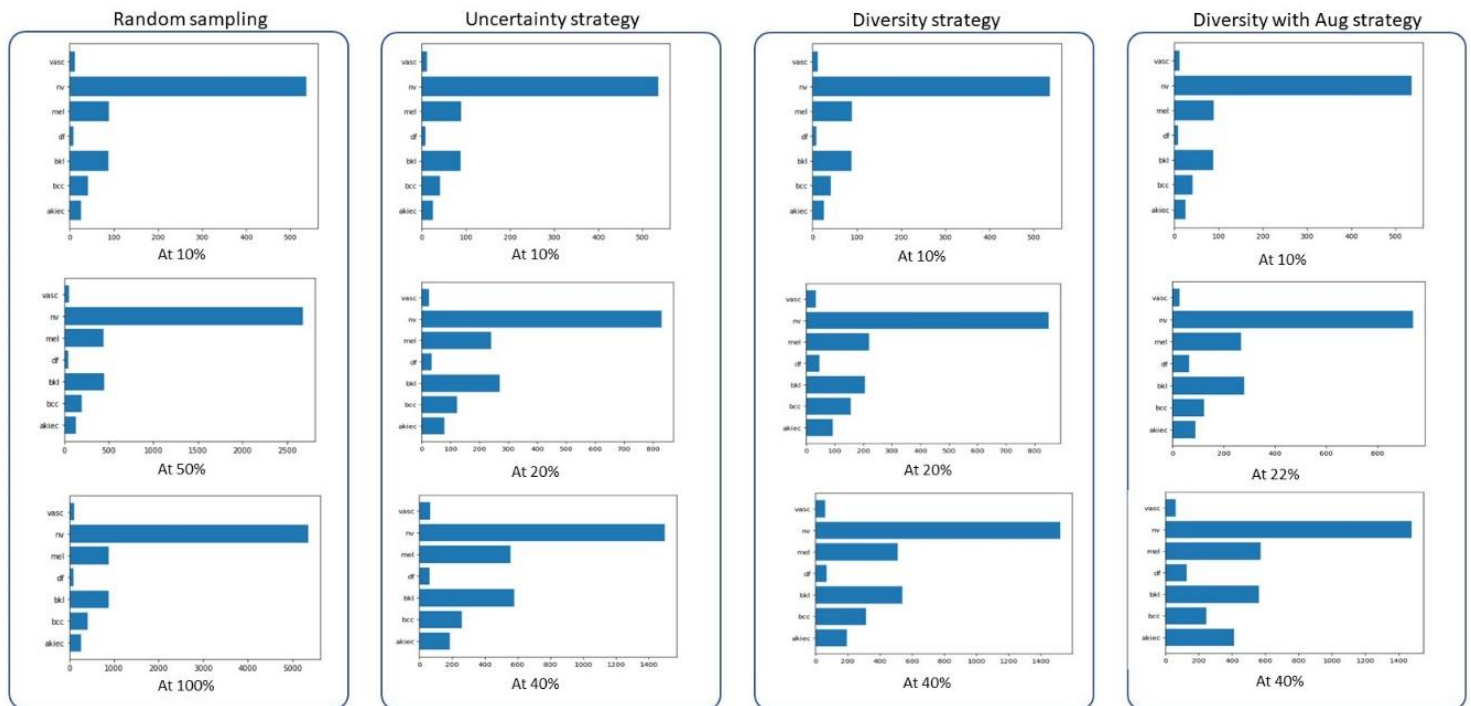 Random sampling
vasc
nv
mel
df
bkl
bcc
akiec
0 100 200 300 400 500
At 10%
vasc
nv
mel
df
bkl
bcc
akiec
0 500 1000 1500 2000 2500
At 50%
vasc
nv
mel
df
bkl
bcc
akiec
0 1000 2000 3000 4000 5000
At 100%
Uncertainty strategy
vasc
nv
mel
df
bkl
bcc
akiec
0 100 200 300 400 500
At 10%
vasc
nv
mel
df
bkl
bcc
akiec
0 100 200 300 400 500 600 700 800
At 20%
vasc
nv
mel
df
bkl
bcc
akiec
0 200 400 600 800 1000 1200 1400
At 40%
Diversity strategy
vasc
nv
mel
df
bkl
bcc
akiec
0 100 200 300 400 500
At 10%
vasc
nv
mel
df
bkl
bcc
akiec
0 100 200 300 400 500 600 700 800
At 20%
vasc
nv
mel
df
bkl
bcc
akiec
0 200 400 600 800 1000 1200 1400
At 40%
Diversity with Aug strategy
vasc
nv
mel
df
bkl
bcc
akiec
0 100 200 300 400 500
At 10%
vasc
nv
mel
df
bkl
bcc
akiec
0 200 400 600 800
At 22%
vasc
nv
mel
df
bkl
bcc
akiec
0 200 400 600 800 1000 1200 1400
At 40%